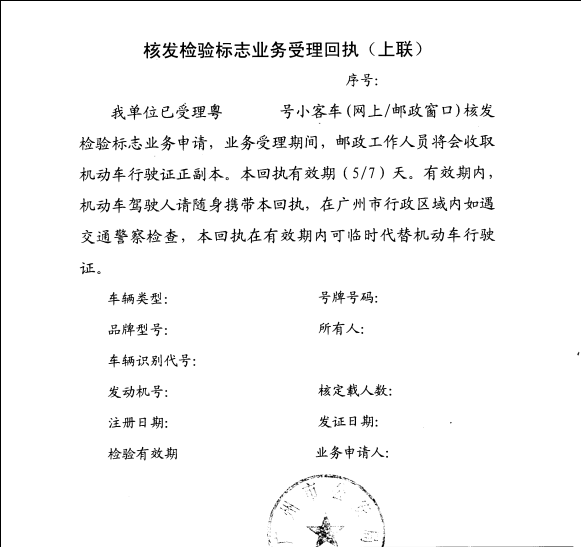 核发检验标志业务受理回执（上联）
序号：
我单位已受理粤 号小客车（网上/邮政窗口）核发
检验标志业务申请，业务受理期间，邮政工作人员将会收取
机动车行驶证正副本。本回执有效期（5/7）天。有效期内，
机动车驾驶人请随身携带本回执，在广州市行政区域内如遇
交通警察检查，本回执在有效期内可临时代替机动车行驶
证。
车辆类型： 号牌号码：
品牌型号： 所有人：
车辆识别代号：
发动机号： 核定载人数：
注册日期： 发证日期：
检验有效期 业务申请人：